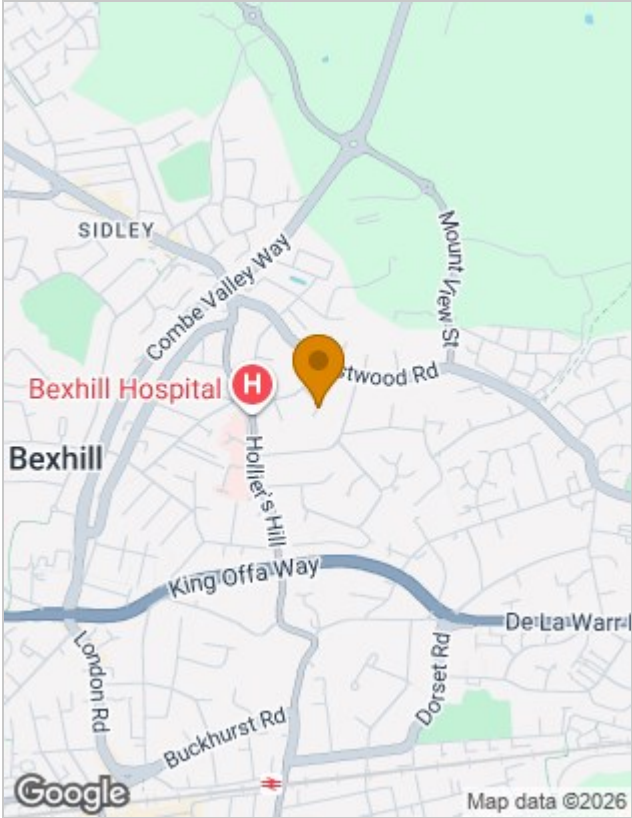 SIDLEY
Combe Valley Way
Mount View St
stwood Rd
Bexhill Hospital
H
Bexhill
Hollier's Hill
King Offa Way
De La Warr
London Rd
Dorset Rd
Buckhurst Rd
Google
Map data ©2026